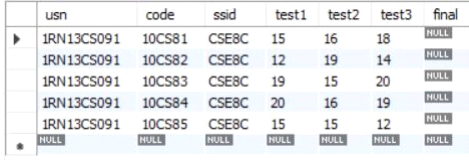 usn code ssid test1 test2 test3 final
1RN13CS091 10CS81 CSE8C 15 16 18 NULL
1RN13CS091 10CS82 CSE8C 12 19 14 NULL
1RN13CS091 10CS83 CSE8C 19 15 20 NULL
1RN13CS091 10CS84 CSE8C 20 16 19 NULL
1RN13CS091 10CS85 CSE8C 15 15 12 NULL
NULL NULL NULL NULL NULL NULL NULL